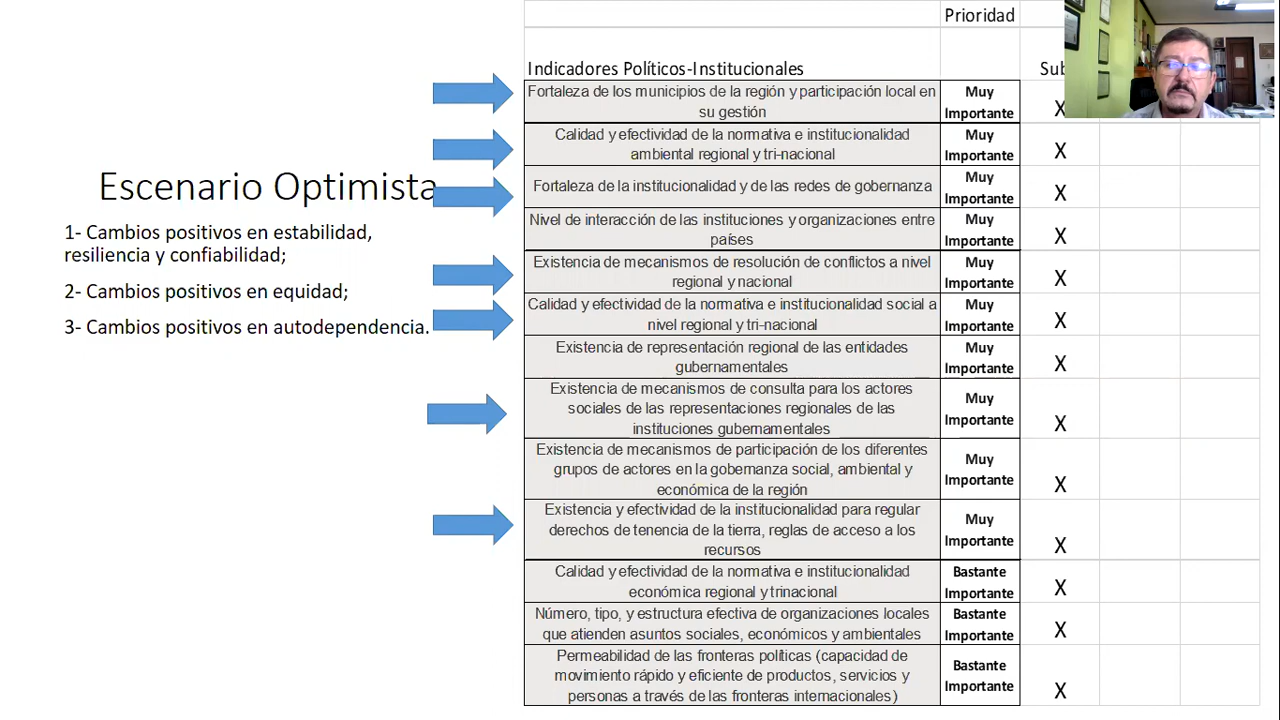 Prioridad
Indicadores Políticos-Institucionales
Sub
Fortaleza de los municipios de la región y participación local en
su gestión
Muy
Importante
X
Calidad y efectividad de la normativa e institucionalidad
ambiental regional y tri-nacional
Muy
Importante
X
Fortaleza de la institucionalidad y de las redes de gobernanza
Muy
Importante
X
Nivel de interacción de las instituciones y organizaciones entre
países
Muy
Importante
X
Existencia de mecanismos de resolución de conflictos a nivel
regional y nacional
Muy
Importante
X
Calidad y efectividad de la normativa e institucionalidad social a
nivel regional y tri-nacional
Muy
Importante
X
Existencia de representación regional de las entidades
gubernamentales
Muy
Importante
X
Existencia de mecanismos de consulta para los actores
sociales de las representaciones regionales de las
instituciones gubernamentales
Muy
Importante
X
Existencia de mecanismos de participación de los diferentes
grupos de actores en la gobernanza social, ambiental y
económica de la región
Muy
Importante
X
Existencia y efectividad de la institucionalidad para regular
derechos de tenencia de la tierra, reglas de acceso a los
recursos
Muy
Importante
X
Calidad y efectividad de la normativa e institucionalidad
económica regional y trinacional
Bastante
Importante
X
Número, tipo, y estructura efectiva de organizaciones locales
que atienden asuntos sociales, económicos y ambientales
Bastante
Importante
X
Permeabilidad de las fronteras políticas (capacidad de
movimiento rápido y eficiente de productos, servicios y
personas a través de las fronteras internacionales)
Bastante
Importante
X
Escenario Optimista
1- Cambios positivos en estabilidad,
resiliencia y confiabilidad;
2- Cambios positivos en equidad;
3- Cambios positivos en autodependencia.